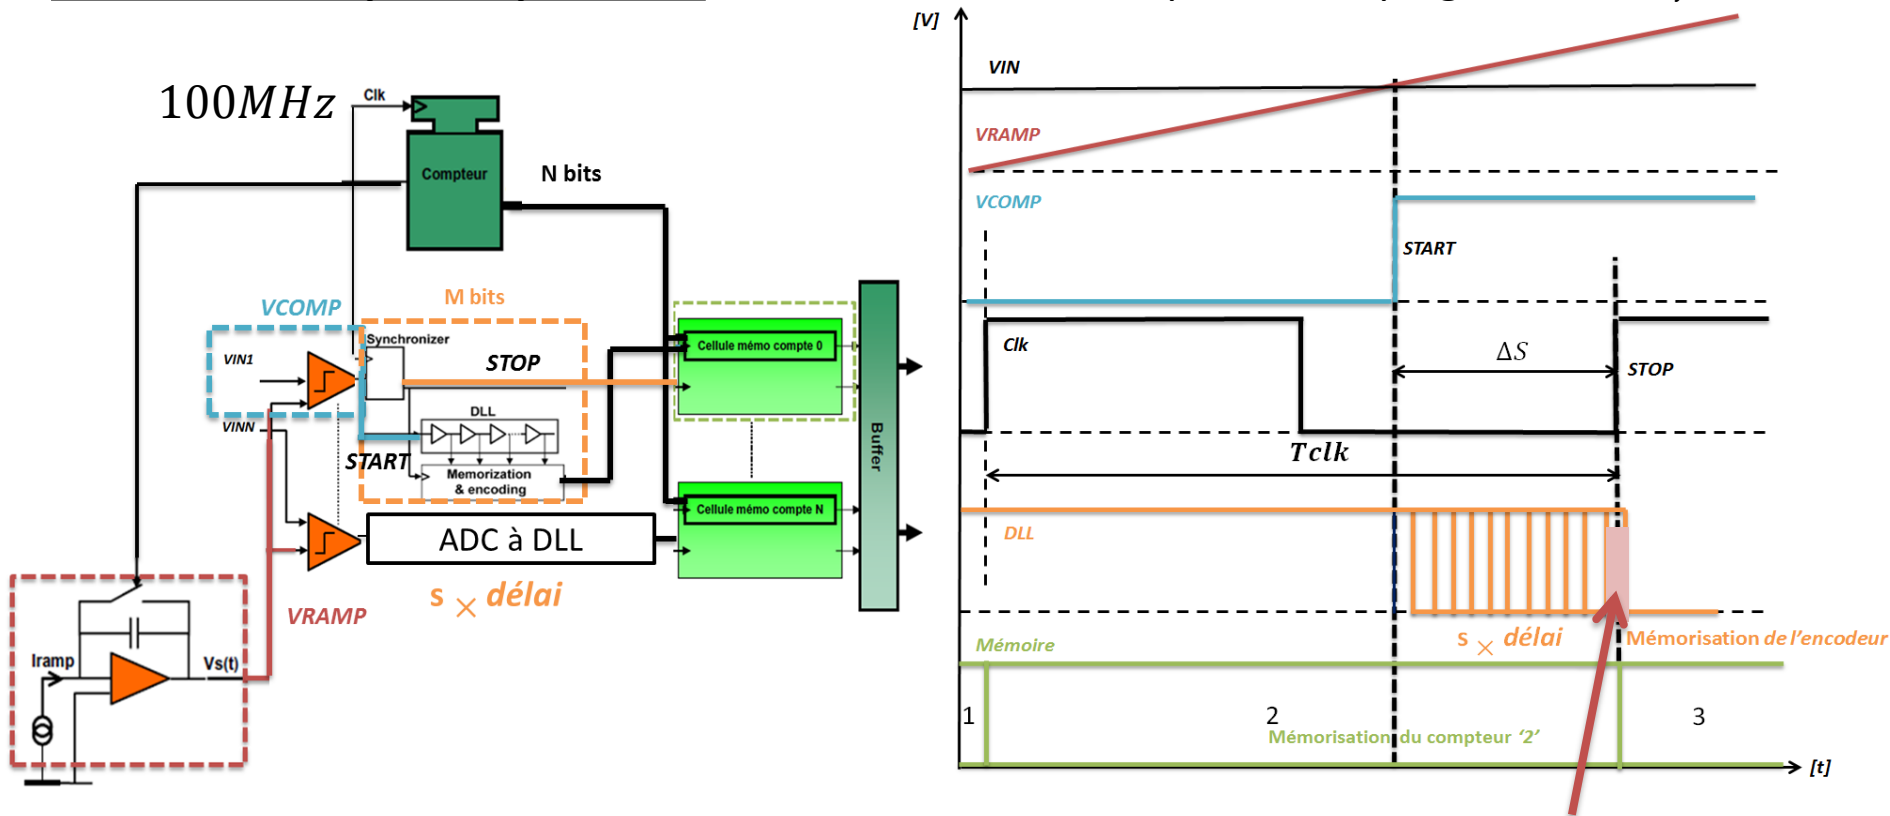 100MHz
Clk
Compteur
N bits
M bits
VCOMP
Synchronizer
VIN1
STOP
VINN
DLL
START
Memorization
& encoding
Cellule mémo compte 0
Cellule mémo compte N
Buffer
ADC à DLL
s × délai
VRAMP
Iramp
Vs(t)
[V]
VIN
VRAMP
VCOMP
START
Clk
ΔS
STOP
Tclk
DLL
s × délai
Mémorisation de l'encodeur
Mémoire
1
2
3
Mémorisation du compteur '2'
[t]